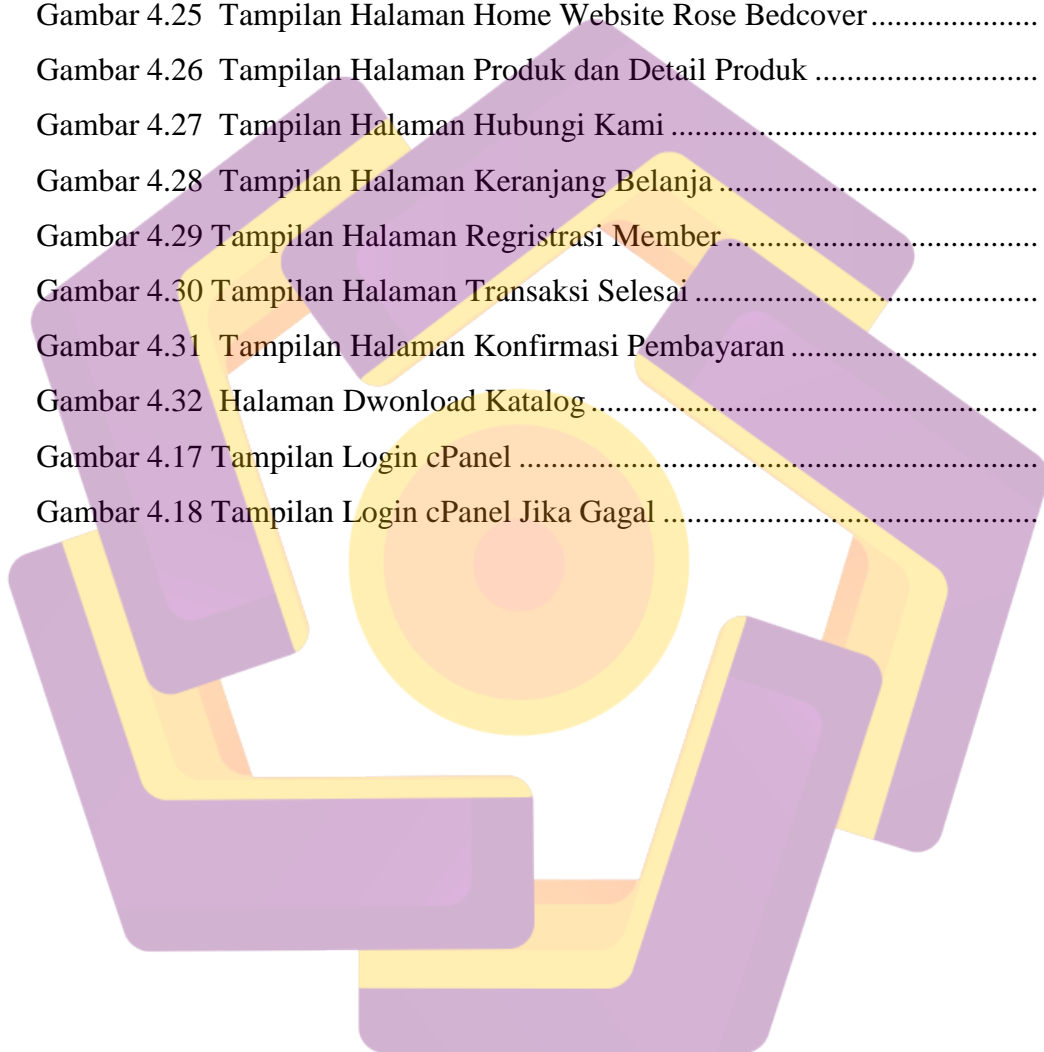 Gambar 4.25 Tampilan Halaman Home Website Rose Bedcover....................
Gambar 4.26 Tampilan Halaman Produk dan Detail Produk...........................
Gambar 4.27 Tampilan Halaman Hubungi Kami............................................
Gambar 4.28 Tampilan Halaman Keranjang Belanja......................................
Gambar 4.29 Tampilan Halaman Regristrasi Member.....................................
Gambar 4.30 Tampilan Halaman Transaksi Selesai.........................................
Gambar 4.31 Tampilan Halaman Konfirmasi Pembayaran..............................
Gambar 4.32 Halaman Dwonload Katalog......................................................
Gambar 4.17 Tampilan Login cPanel..............................................................
Gambar 4.18 Tampilan Login cPanel Jika Gagal.............................................